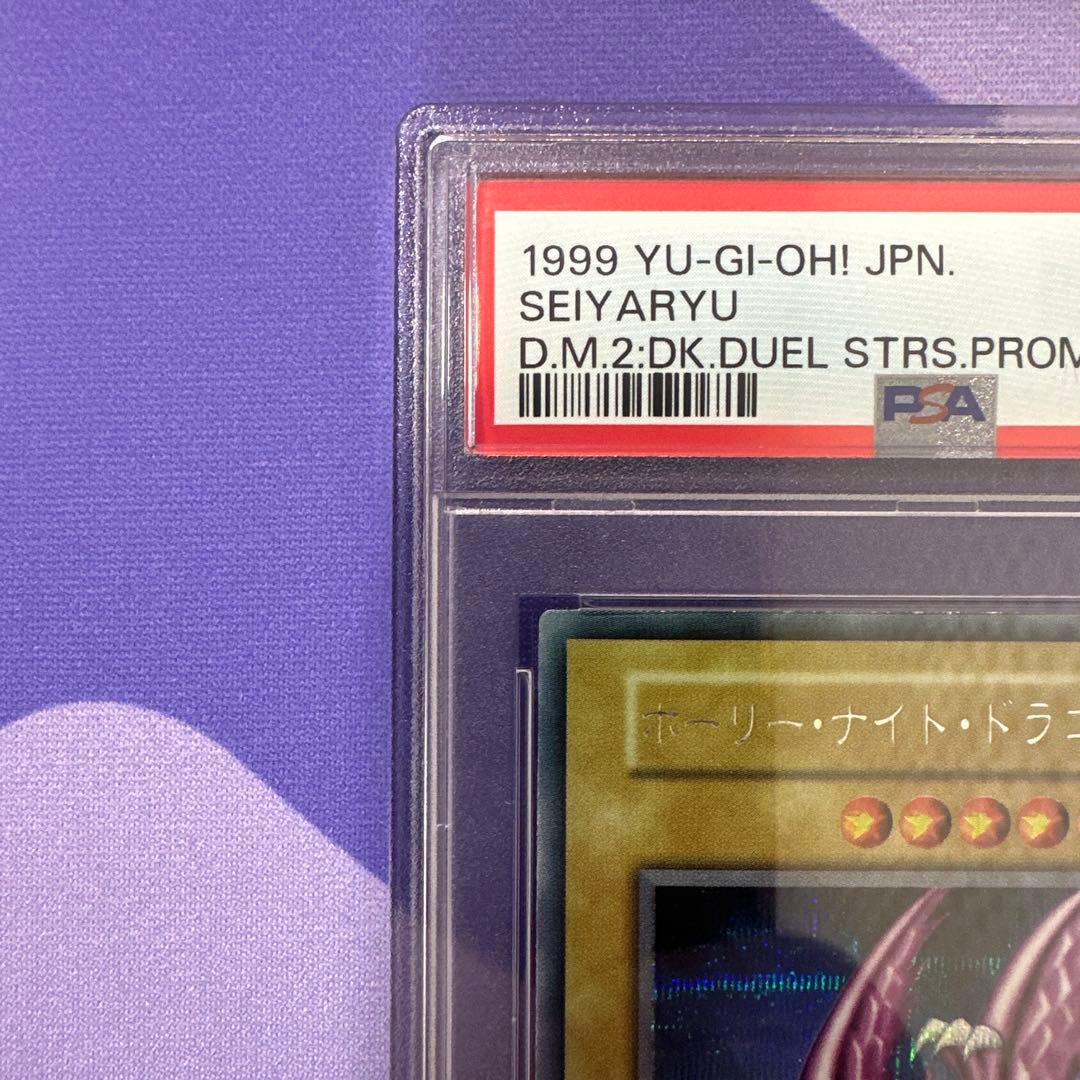 1999 YU-GI-OH! JPN.
SEIYARYU
D.M.2:DK.DUEL STRS.PROM
PSA
ホーリー・ナイト・ドラゴ